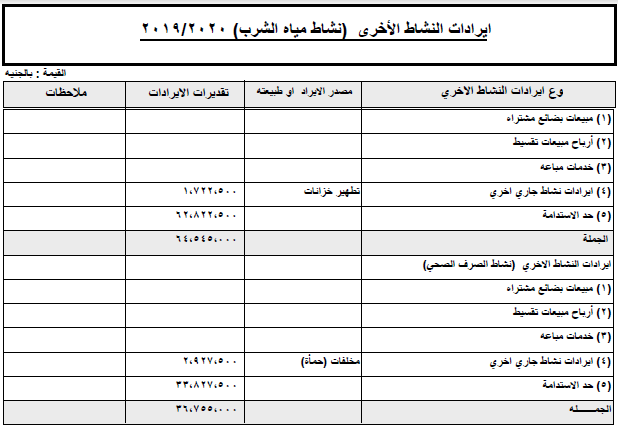 ايرادات النشاط الأخرى (نشاط مياه الشرب) ٢٠١٩/٢٠٢٠
القيمة : بالجنيه
وع ايرادات النشاط الاخري مصدر الايراد او طبيعته تقديرات الايرادات ملاحظات
(١) مبيعات بضائع مشتراه
(٢) أرباح مبيعات تقسيط
(٣) خدمات مباعه
(٤) ايرادات نشاط جاري اخري تطهير خزانات ١،٧٢٢،٥٠٠
(٥) حد الاستدامة ٦٢،٨٢٢،٥٠٠
الجملة ٦٤،٥٤٥،٠٠٠
ايرادات النشاط الاخري (نشاط الصرف الصحي)
(١) مبيعات بضائع مشتراه
(٢) أرباح مبيعات تقسيط
(٣) خدمات مباعه
(٤) ايرادات نشاط جاري اخري مخلفات (حمأة) ٢،٩٢٧،٥٠٠
(٥) حد الاستدامة ٣٣،٨٢٧،٥٠٠
الجمـــــله ٣٦،٧٥٥،٠٠٠